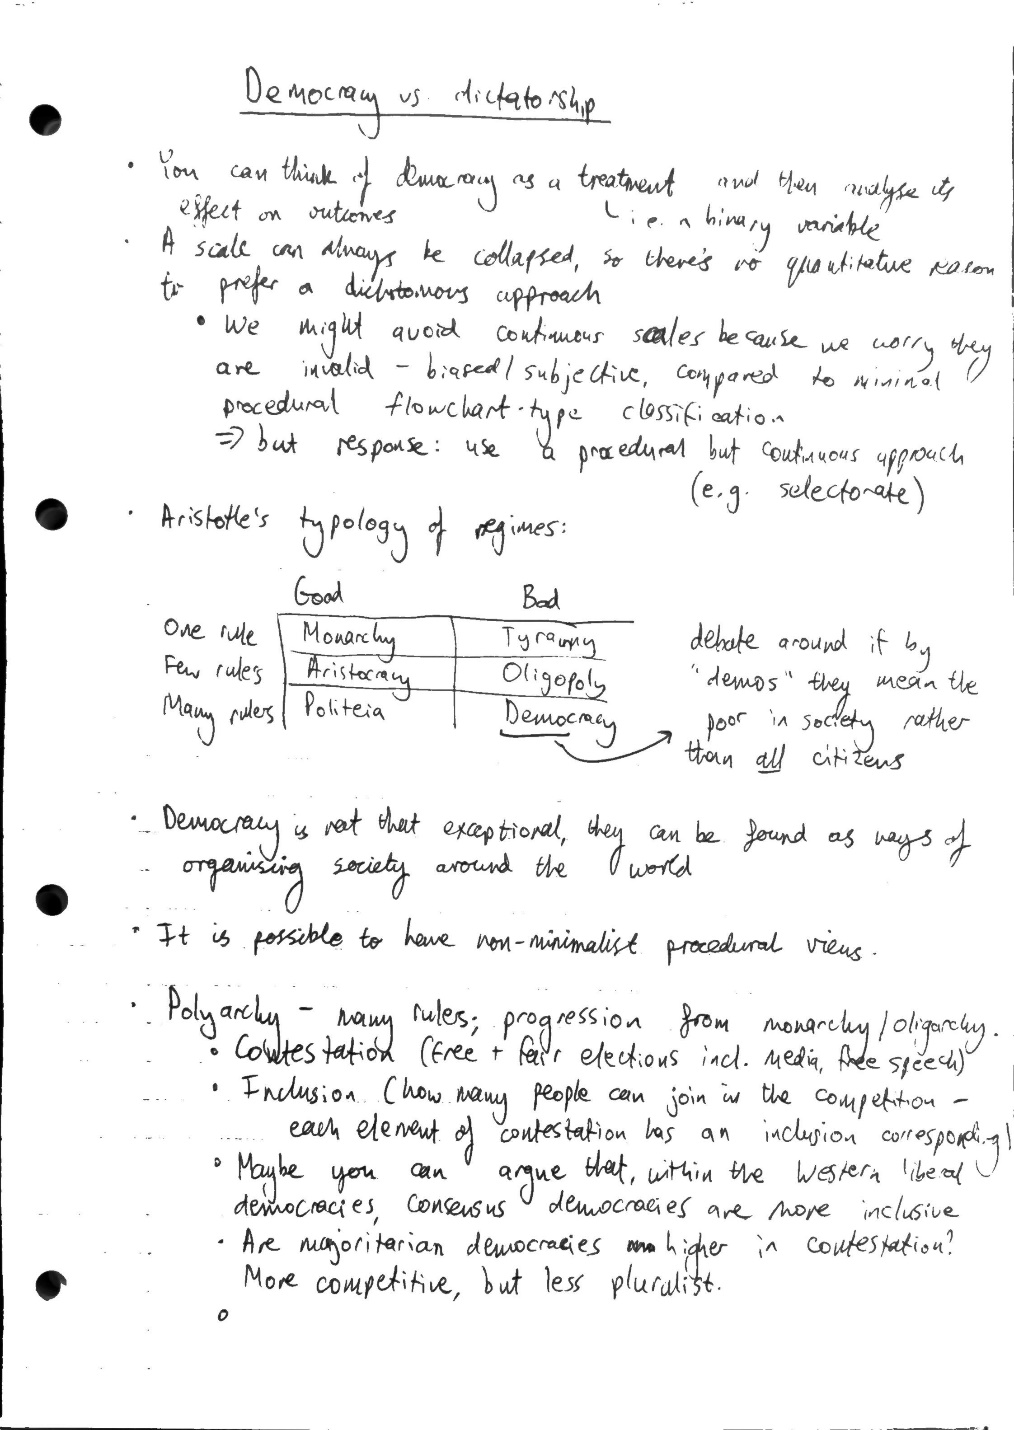 Democracy vs. dictatorship
• You can think of democracy as a treatment and then analyse its
effect on outcomes
↳ i.e. a binary variable
• A scale can always be collapsed, so there's no quantitative reason
to prefer a dichotomous approach
• We might avoid continuous scales because we worry they
are invalid – biased/subjective, compared to minimal
procedural flowchart-type classification
⇒ but response: use a procedural but continuous approach
(e.g. selectorate)
• Aristotle's typology of regimes:
Good Bad
One rule Monarchy Tyranny
Few rulers Aristocracy Oligopoly
Many rulers Politeia Democracy
debate around if by
"demos" they mean the
poor in society rather
than all citizens
• Democracy is not that exceptional, they can be found as ways of
organising society around the world
• It is possible to have non-minimalist procedural views.
• Polyarchy – many rulers; progression from monarchy/oligarchy.
• Contestation (free + fair elections incl. media, free speech)
• Inclusion (how many people can join in the competition –
each element of contestation has an inclusion corresponding)
• Maybe you can argue that, within the Western liberal
democracies, consensus democracies are more inclusive
• Are majoritarian democracies higher in contestation?
More competitive, but less pluralist.